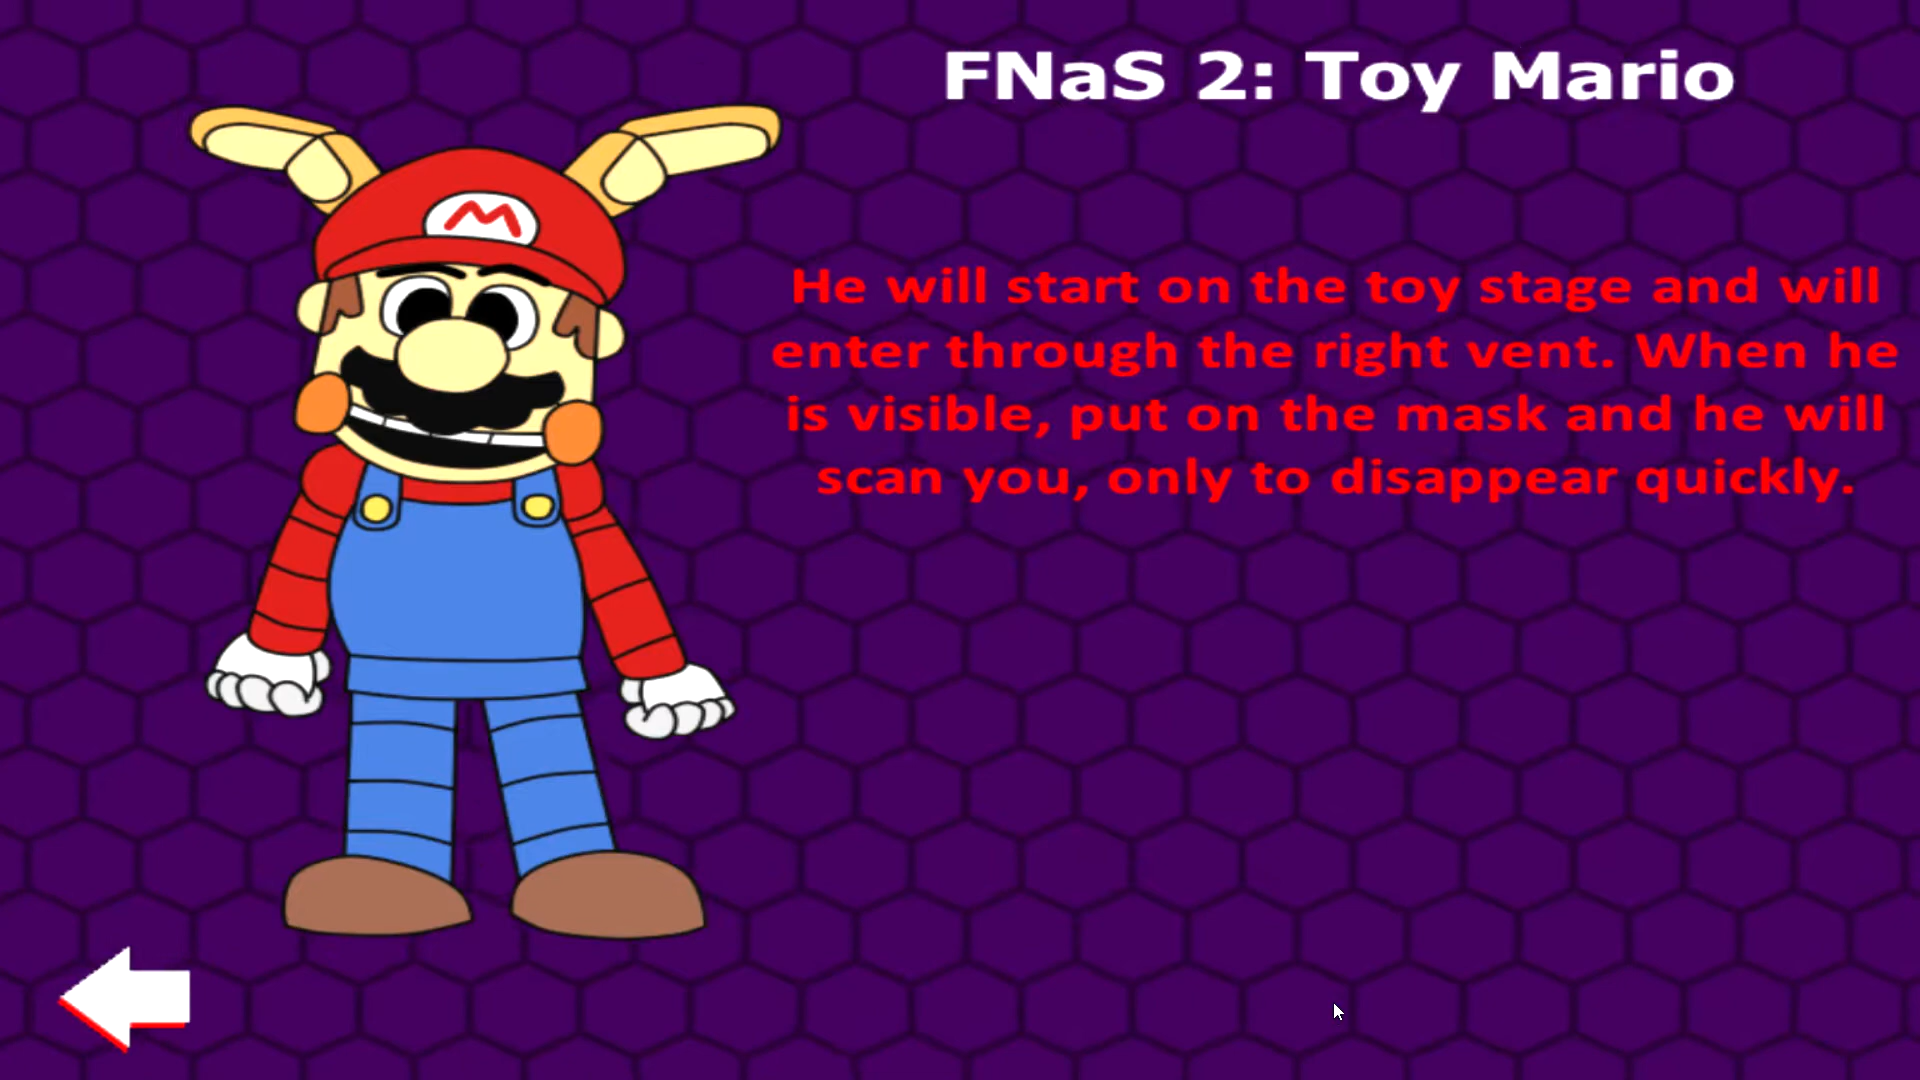 FNaS 2: Toy Mario
M
He will start on the toy stage and will
enter through the right vent. When he
is visible, put on the mask and he will
scan you, only to disappear quickly.